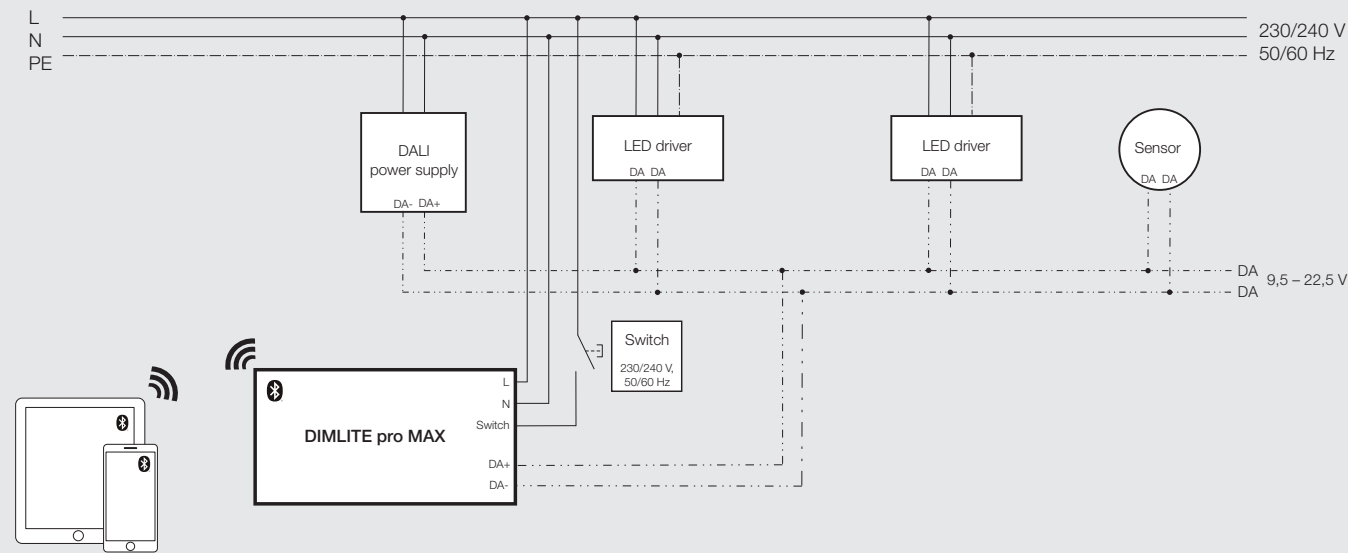 L
N
PE
230/240 V
50/60 Hz
DALI
power supply
DA- DA+
LED driver
DA DA
LED driver
DA DA
Sensor
DA DA
DA
DA
9,5 – 22,5 V
Switch
230/240 V,
50/60 Hz
L
N
Switch
DIMLITE pro MAX
DA+
DA-